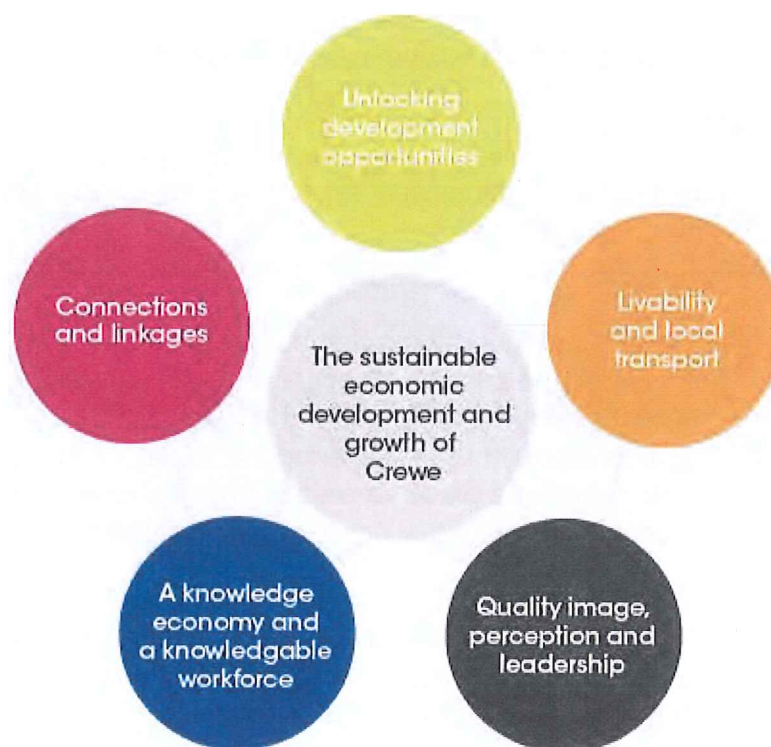 Unlocking
development
opportunities
Connections
and linkages
Livability
and local
transport
The sustainable
economic
development and
growth of
Crewe
A knowledge
economy and
a knowledgable
workforce
Quality image,
perception and
leadership